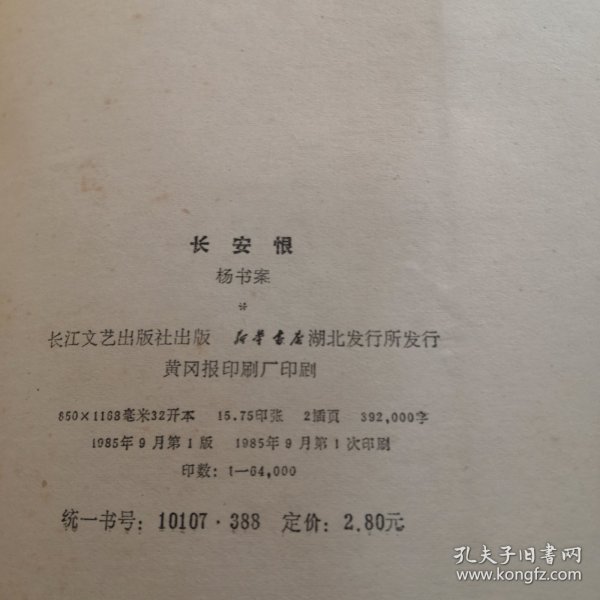 长安恨
杨书案
*
长江文艺出版社出版 新华书店湖北发行所发行
黄冈报印刷厂印刷
850×1168毫米32开本 15.75印张 2插頁 392,000字
1985年9月第1版 1985年9月第1次印刷
印数：1—64,000
统一书号：10107·388 定价：2.80元
孔夫子旧书网
www.kongfz.com